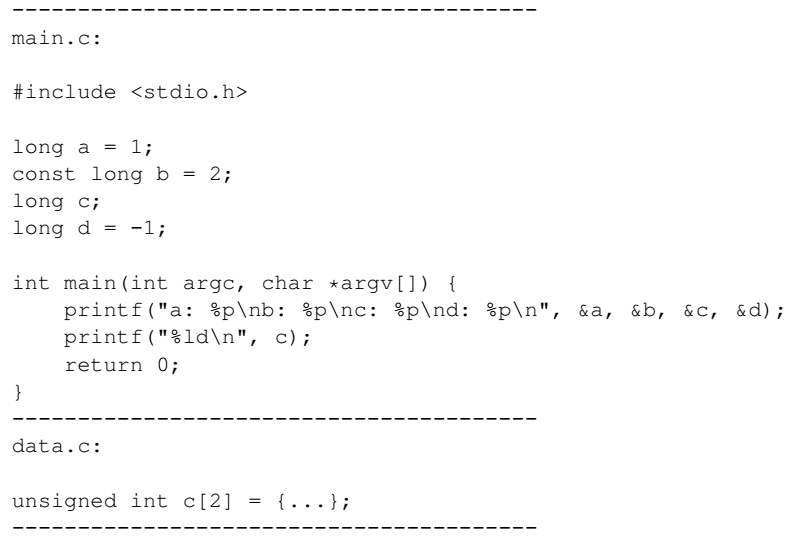 ----------------------------------------
main.c:
#include <stdio.h>
long a = 1;
const long b = 2;
long c;
long d = -1;
int main(int argc, char *argv[]) {
    printf("a: %p\nb: %p\nc: %p\nd: %p\n", &a, &b, &c, &d);
    printf("%ld\n", c);
    return 0;
}
----------------------------------------
data.c:
unsigned int c[2] = {...};
----------------------------------------